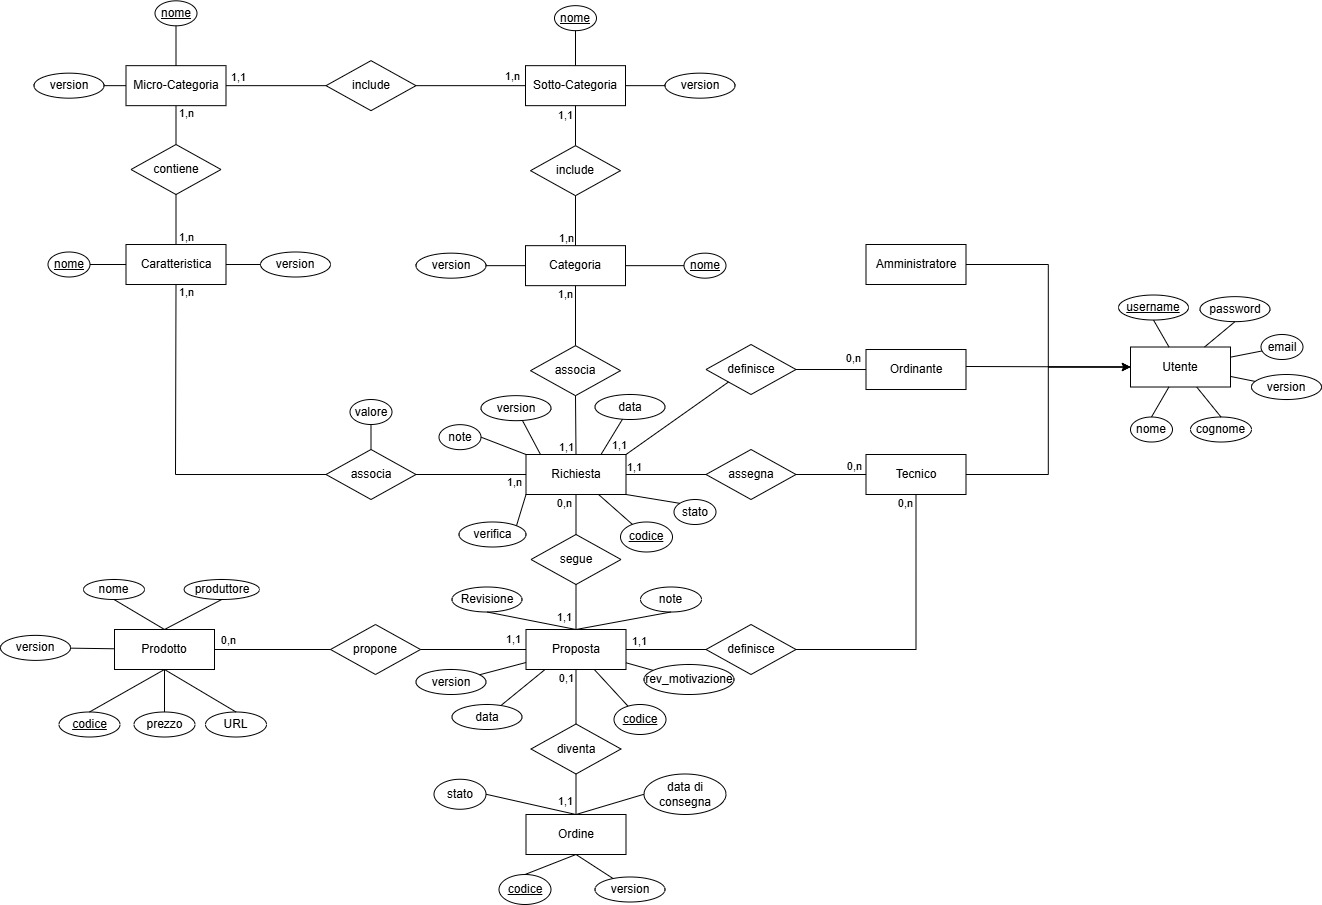 nome
nome
version
Micro-Categoria
1,1
include
1,n
Sotto-Categoria
version
1,n
1,1
contiene
include
1,n
1,n
nome
Caratteristica
version
version
Categoria
nome
Amministratore
1,n
1,n
username
password
email
Utente
version
nome
cognome
associa
definisce
0,n
Ordinante
valore
version
data
note
1,1
1,1
associa
1,n
Richiesta
1,1
assegna
0,n
Tecnico
0,n
0,n
stato
verifica
codice
segue
nome
produttore
Revisione
note
1,1
version
Prodotto
0,n
propone
1,1
Proposta
1,1
definisce
version
0,1
rev_motivazione
codice
prezzo
URL
data
codice
diventa
stato
1,1
data di
consegna
Ordine
codice
version